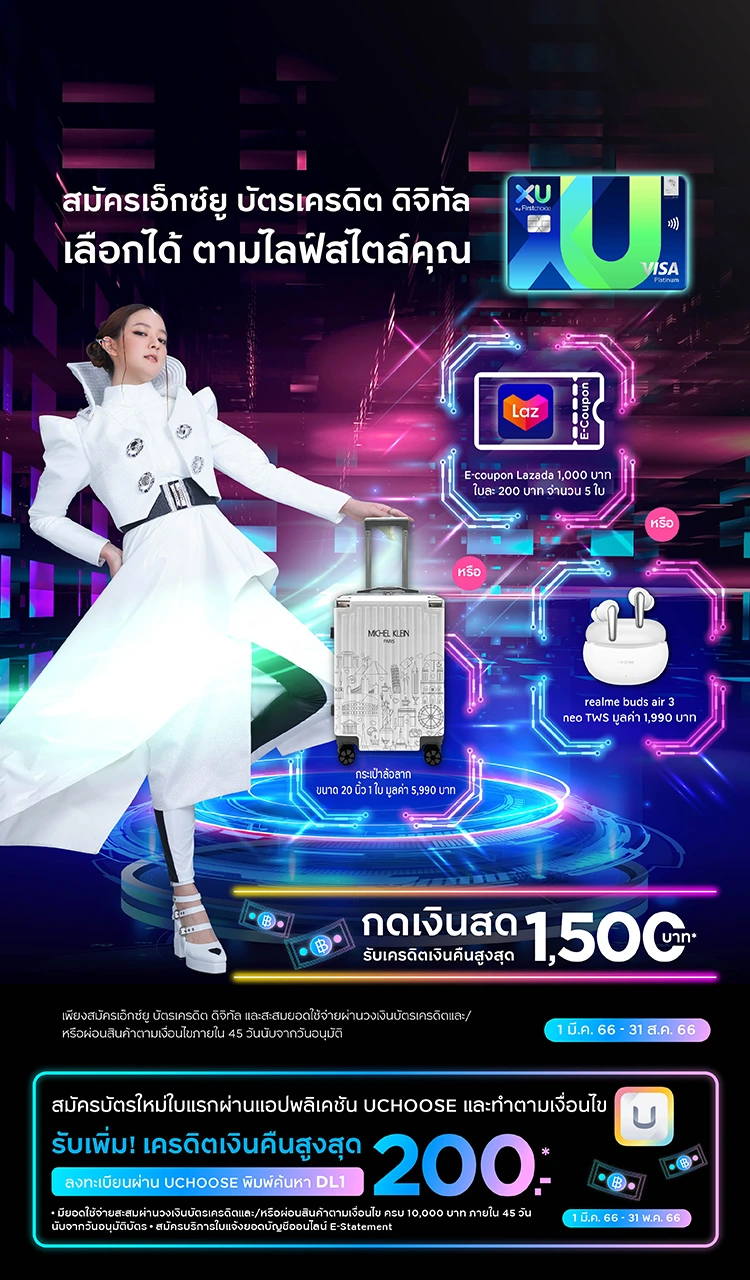 สมัครเอ็กซ์ยู บัตรเครดิต ดิจิทัล
เลือกได้ ตามไลฟ์สไตล์คุณ
XU
By Firstchoice
VISA
Platinum
Laz
E-Coupon
E-coupon Lazada 1,000 บาท
ใบละ 200 บาท จำนวน 5 ใบ
หรือ
หรือ
MICHEL KLEIN
PARIS
realme
realme buds air 3
neo TWS มูลค่า 1,990 บาท
กระเป๋าล้อลาก
ขนาด 20 นิ้ว 1 ใบ มูลค่า 5,990 บาท
กดเงินสด
รับเครดิตเงินคืนสูงสุด
1,500 บาท*
เพียงสมัครเอ็กซ์ยู บัตรเครดิต ดิจิทัล และสะสมยอดใช้จ่ายผ่านวงเงินบัตรเครดิตและ/
หรือผ่อนสินค้าตามเงื่อนไขภายใน 45 วันนับจากวันอนุมัติ
1 มี.ค. 66 - 31 ส.ค. 66
สมัครบัตรใหม่ใบแรกผ่านแอปพลิเคชัน UCHOOSE และทำตามเงื่อนไข
U
รับเพิ่ม! เครดิตเงินคืนสูงสุด
200.-*
ลงทะเบียนผ่าน UCHOOSE พิมพ์ค้นหา DL1
• มียอดใช้จ่ายสะสมผ่านวงเงินบัตรเครดิตและ/หรือผ่อนสินค้าตามเงื่อนไข ครบ 10,000 บาท ภายใน 45 วัน
นับจากวันอนุมัติบัตร • สมัครบริการใบแจ้งยอดบัญชีออนไลน์ E-Statement
1 มี.ค. 66 - 31 พ.ค. 66